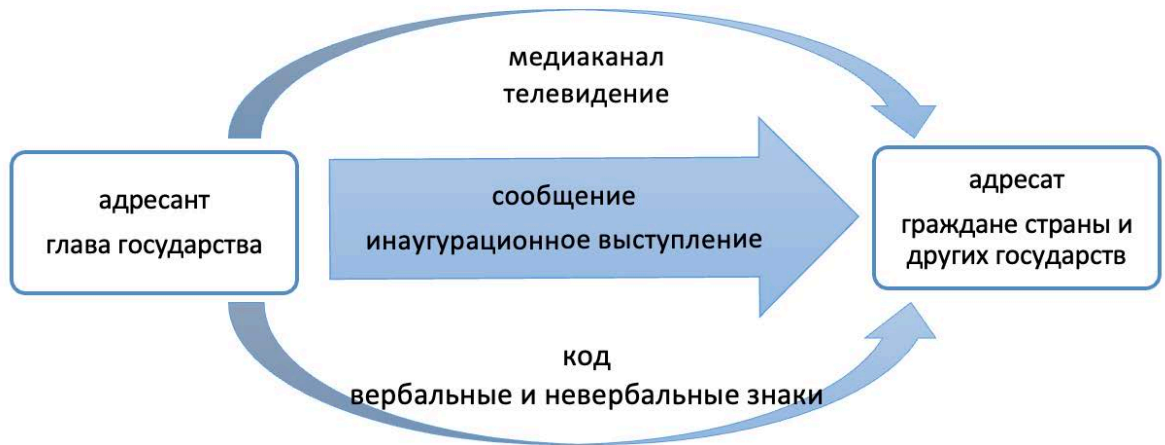 медиаканал
телевидение
адресант
глава государства
сообщение
инаугурационное выступление
адресат
граждане страны и
других государств
код
вербальные и невербальные знаки